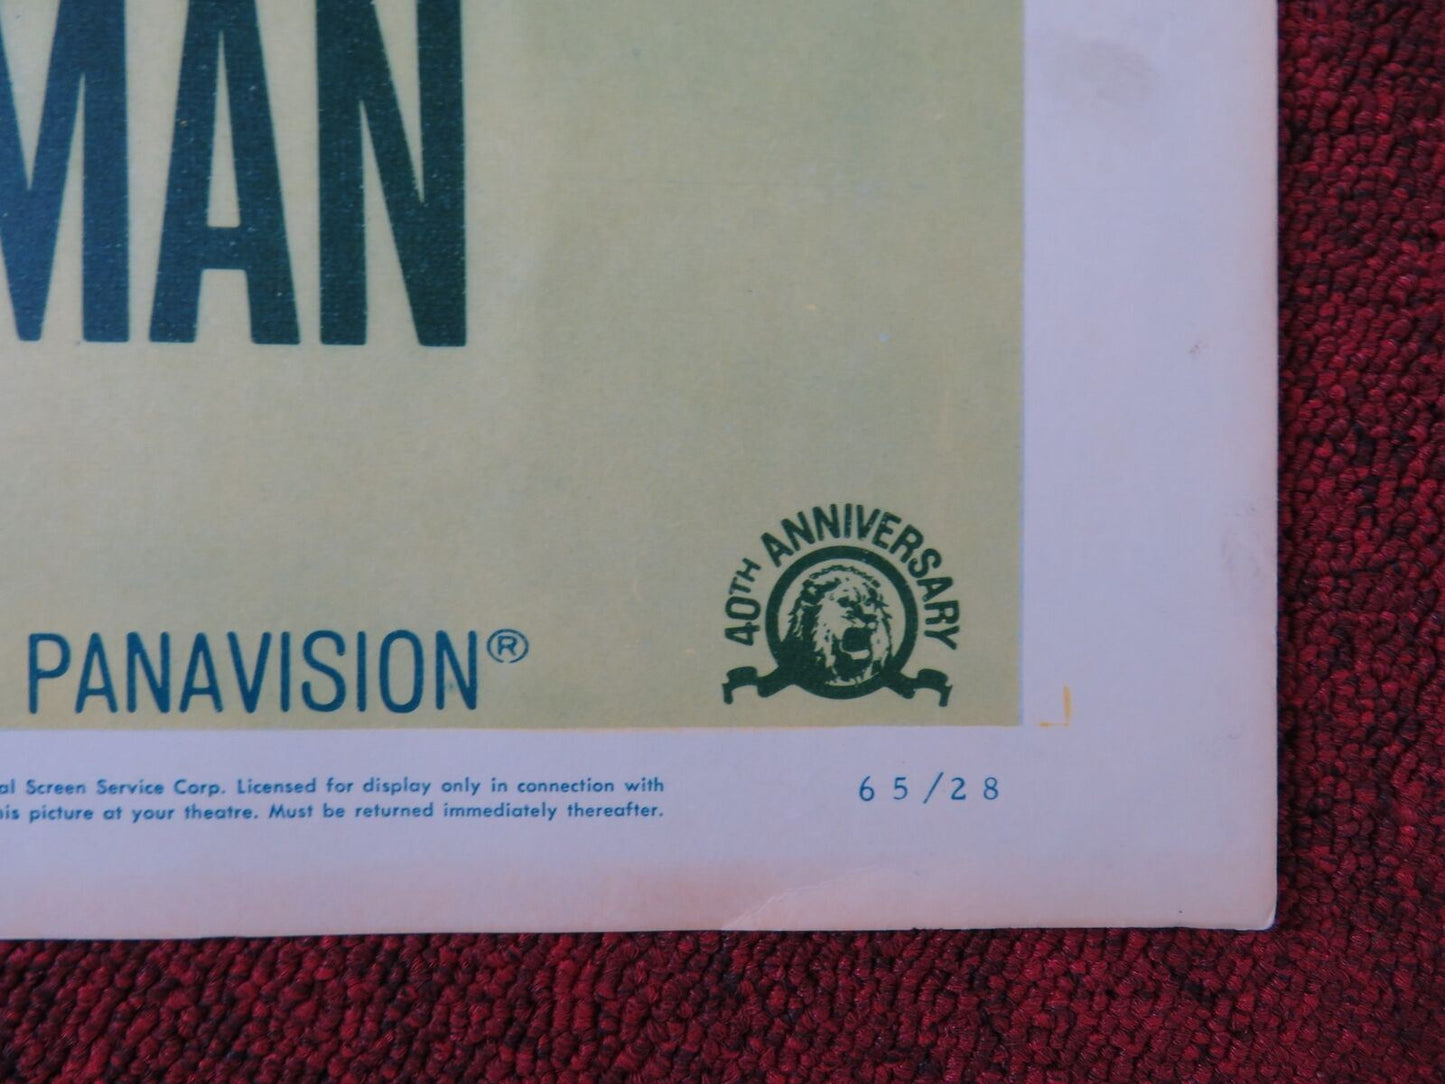 MAN
PANAVISION®
40TH ANNIVERSARY
al Screen Service Corp. Licensed for display only in connection with
his picture at your theatre. Must be returned immediately thereafter.
65/28